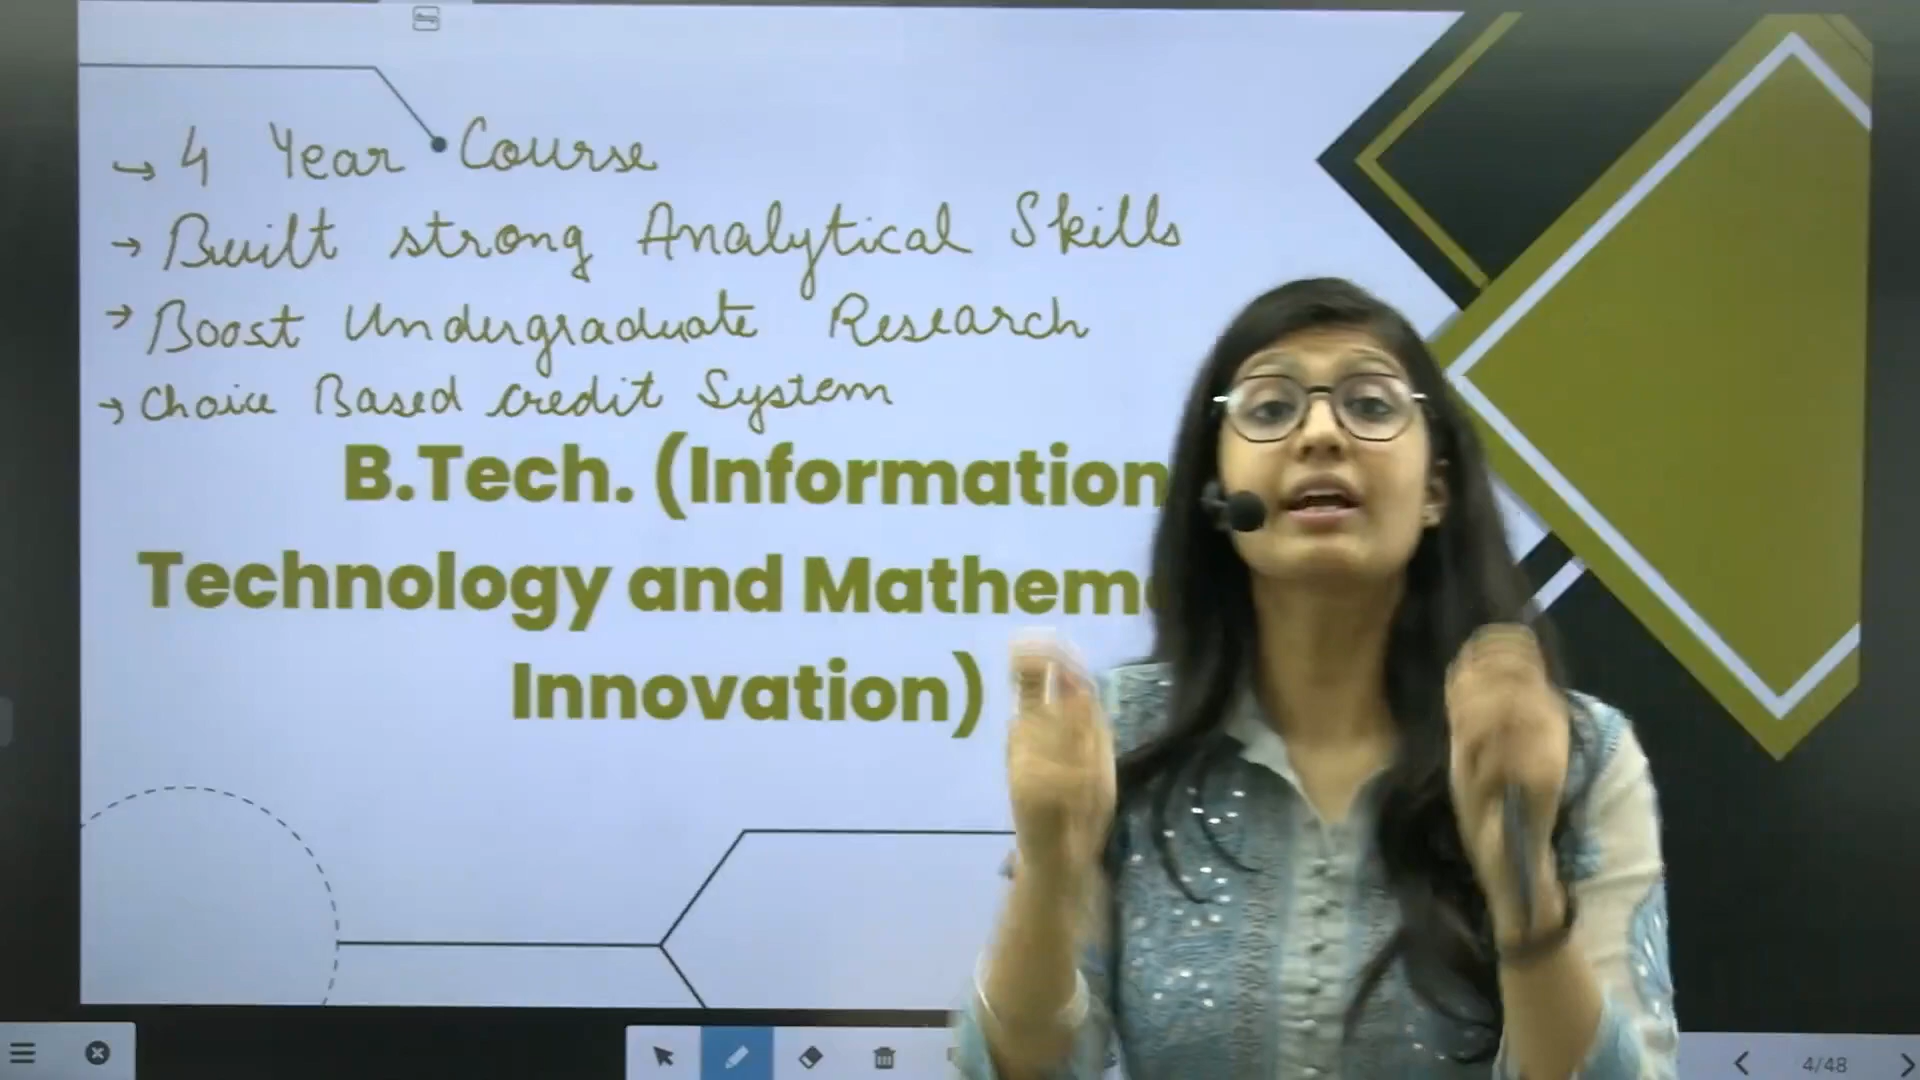 → 4 Year Course
→ Built strong Analytical Skills
→ Boost Undergraduate Research
→ Choice Based credit System
B.Tech. (Information
Technology and Mathema
Innovation)
4/48